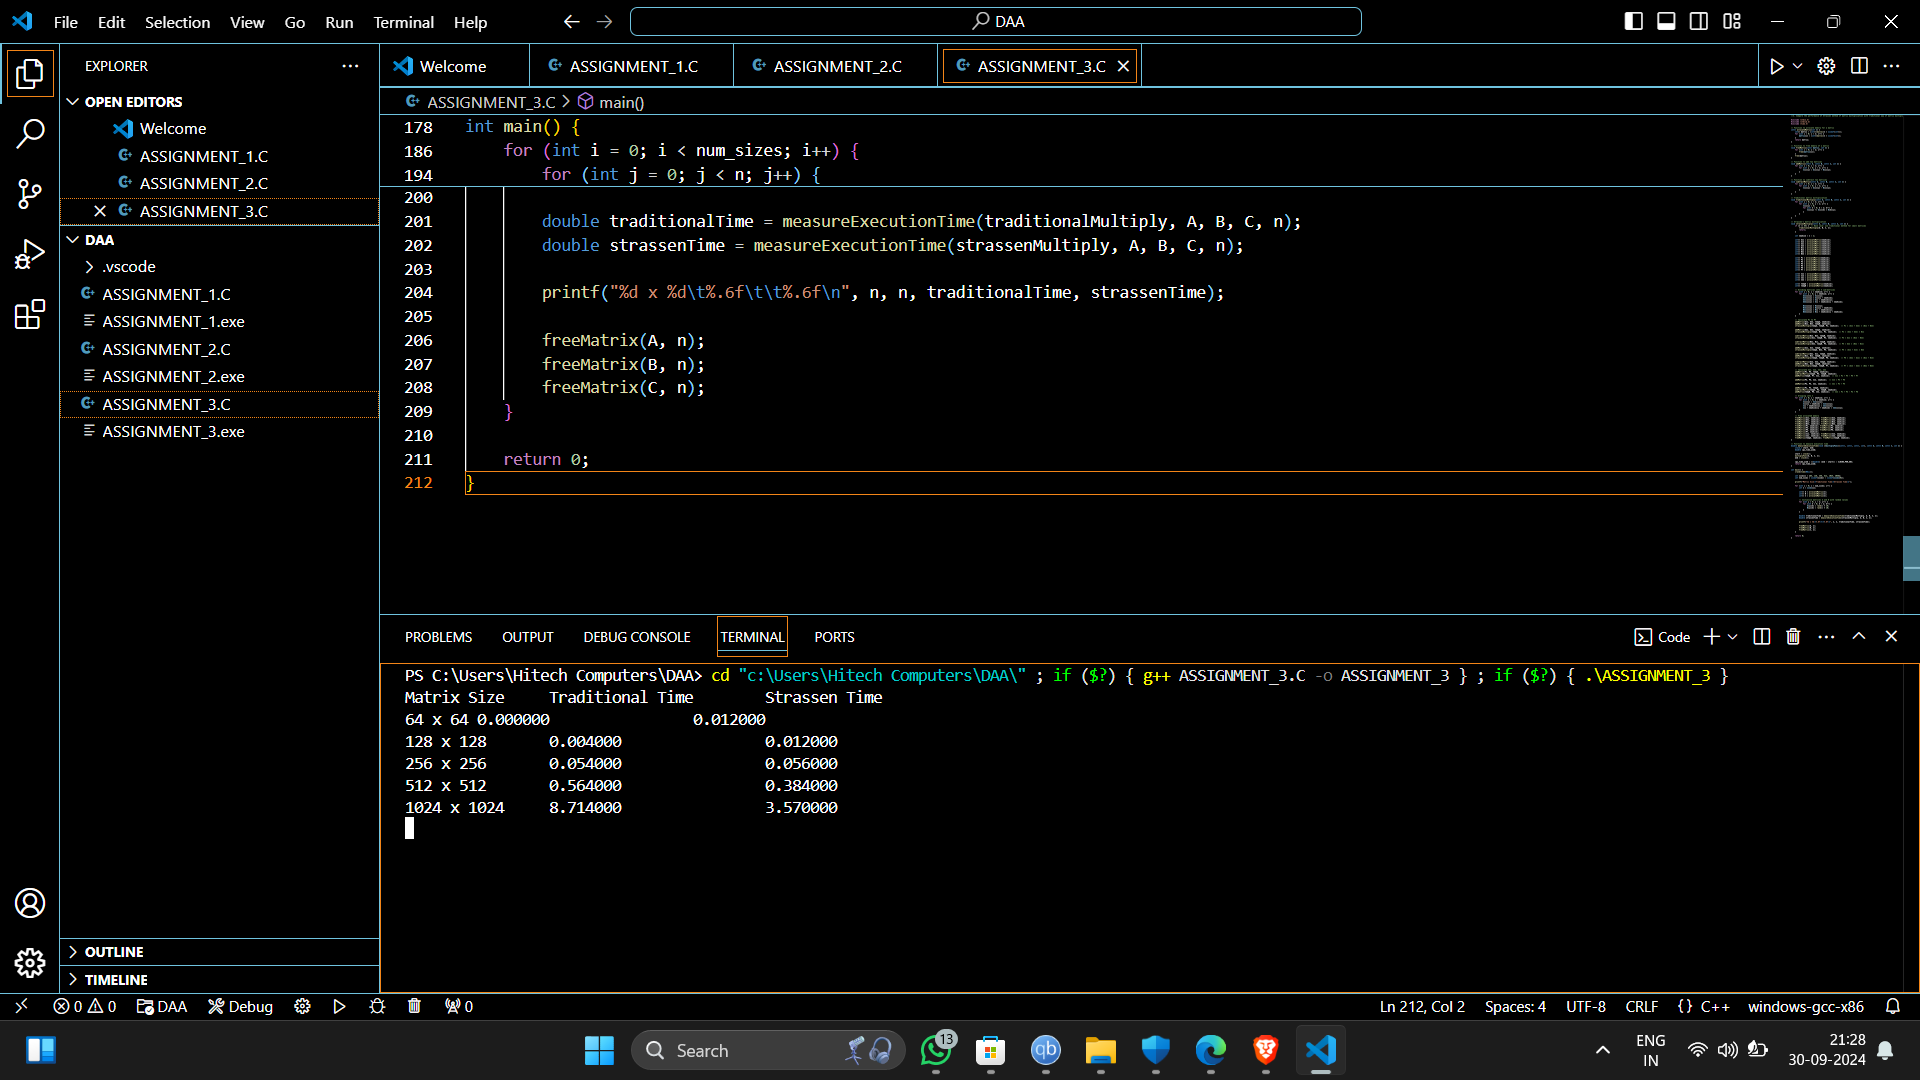 File Edit Selection View Go Run Terminal Help
DAA
EXPLORER
OPEN EDITORS
Welcome
ASSIGNMENT_1.C
ASSIGNMENT_2.C
ASSIGNMENT_3.C
DAA
.vscode
ASSIGNMENT_1.C
ASSIGNMENT_1.exe
ASSIGNMENT_2.C
ASSIGNMENT_2.exe
ASSIGNMENT_3.C
ASSIGNMENT_3.exe
OUTLINE
TIMELINE
Welcome ASSIGNMENT_1.C ASSIGNMENT_2.C ASSIGNMENT_3.C
ASSIGNMENT_3.C > main()
178 int main() {
186 for (int i = 0; i < num_sizes; i++) {
194 for (int j = 0; j < n; j++) {
200
201 double traditionalTime = measureExecutionTime(traditionalMultiply, A, B, C, n);
202 double strassenTime = measureExecutionTime(strassenMultiply, A, B, C, n);
203
204 printf("%d x %d\t%.6f\t\t%.6f\n", n, n, traditionalTime, strassenTime);
205
206 freeMatrix(A, n);
207 freeMatrix(B, n);
208 freeMatrix(C, n);
209 }
210
211 return 0;
212 }
PROBLEMS OUTPUT DEBUG CONSOLE TERMINAL PORTS Code
PS C:\Users\Hitech Computers\DAA> cd "c:\Users\Hitech Computers\DAA\" ; if ($?) { g++ ASSIGNMENT_3.C -o ASSIGNMENT_3 } ; if ($?) { .\ASSIGNMENT_3 }
Matrix Size Traditional Time Strassen Time
64 x 64 0.000000 0.012000
128 x 128 0.004000 0.012000
256 x 256 0.054000 0.056000
512 x 512 0.564000 0.384000
1024 x 1024 8.714000 3.570000
0 0 DAA Debug 0 Ln 212, Col 2 Spaces: 4 UTF-8 CRLF {} C++ windows-gcc-x86
Search 13 qb ENG IN 21:28 30-09-2024